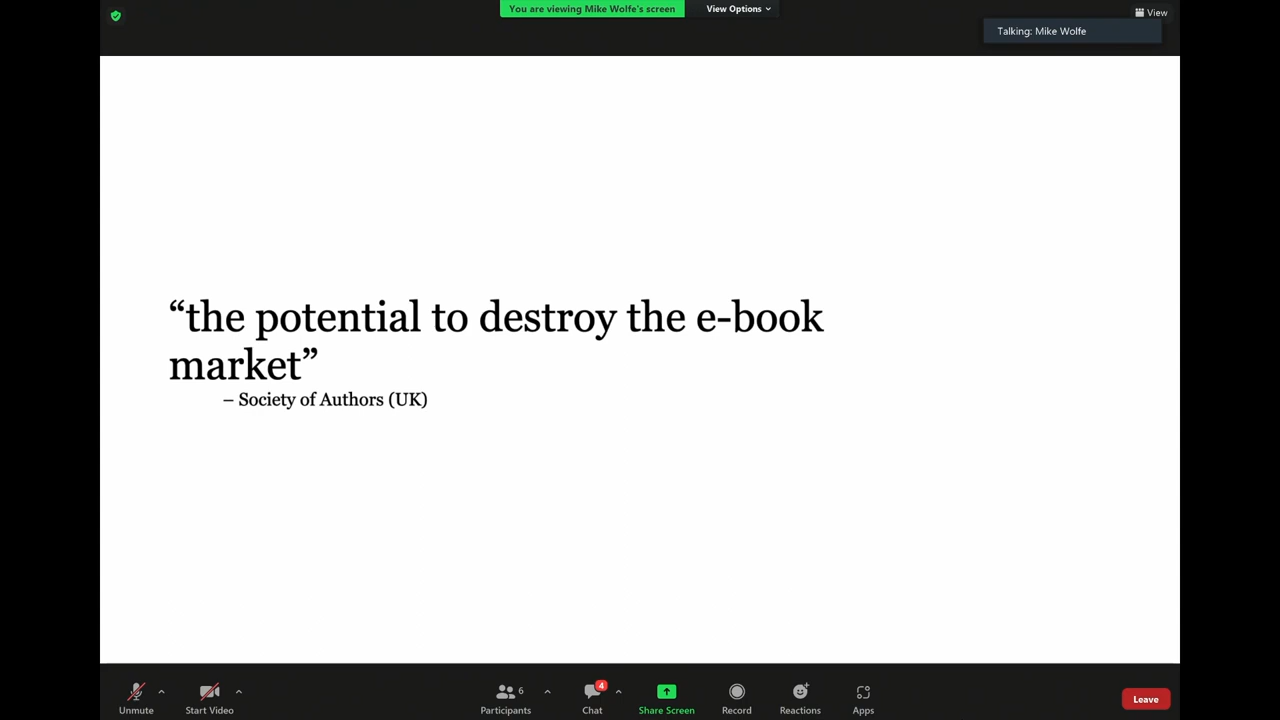 You are viewing Mike Wolfe's screen
View Options
View
Talking: Mike Wolfe
“the potential to destroy the e-book
market”
– Society of Authors (UK)
Unmute
Start Video
6
Participants
4
Chat
Share Screen
Record
Reactions
Apps
Leave